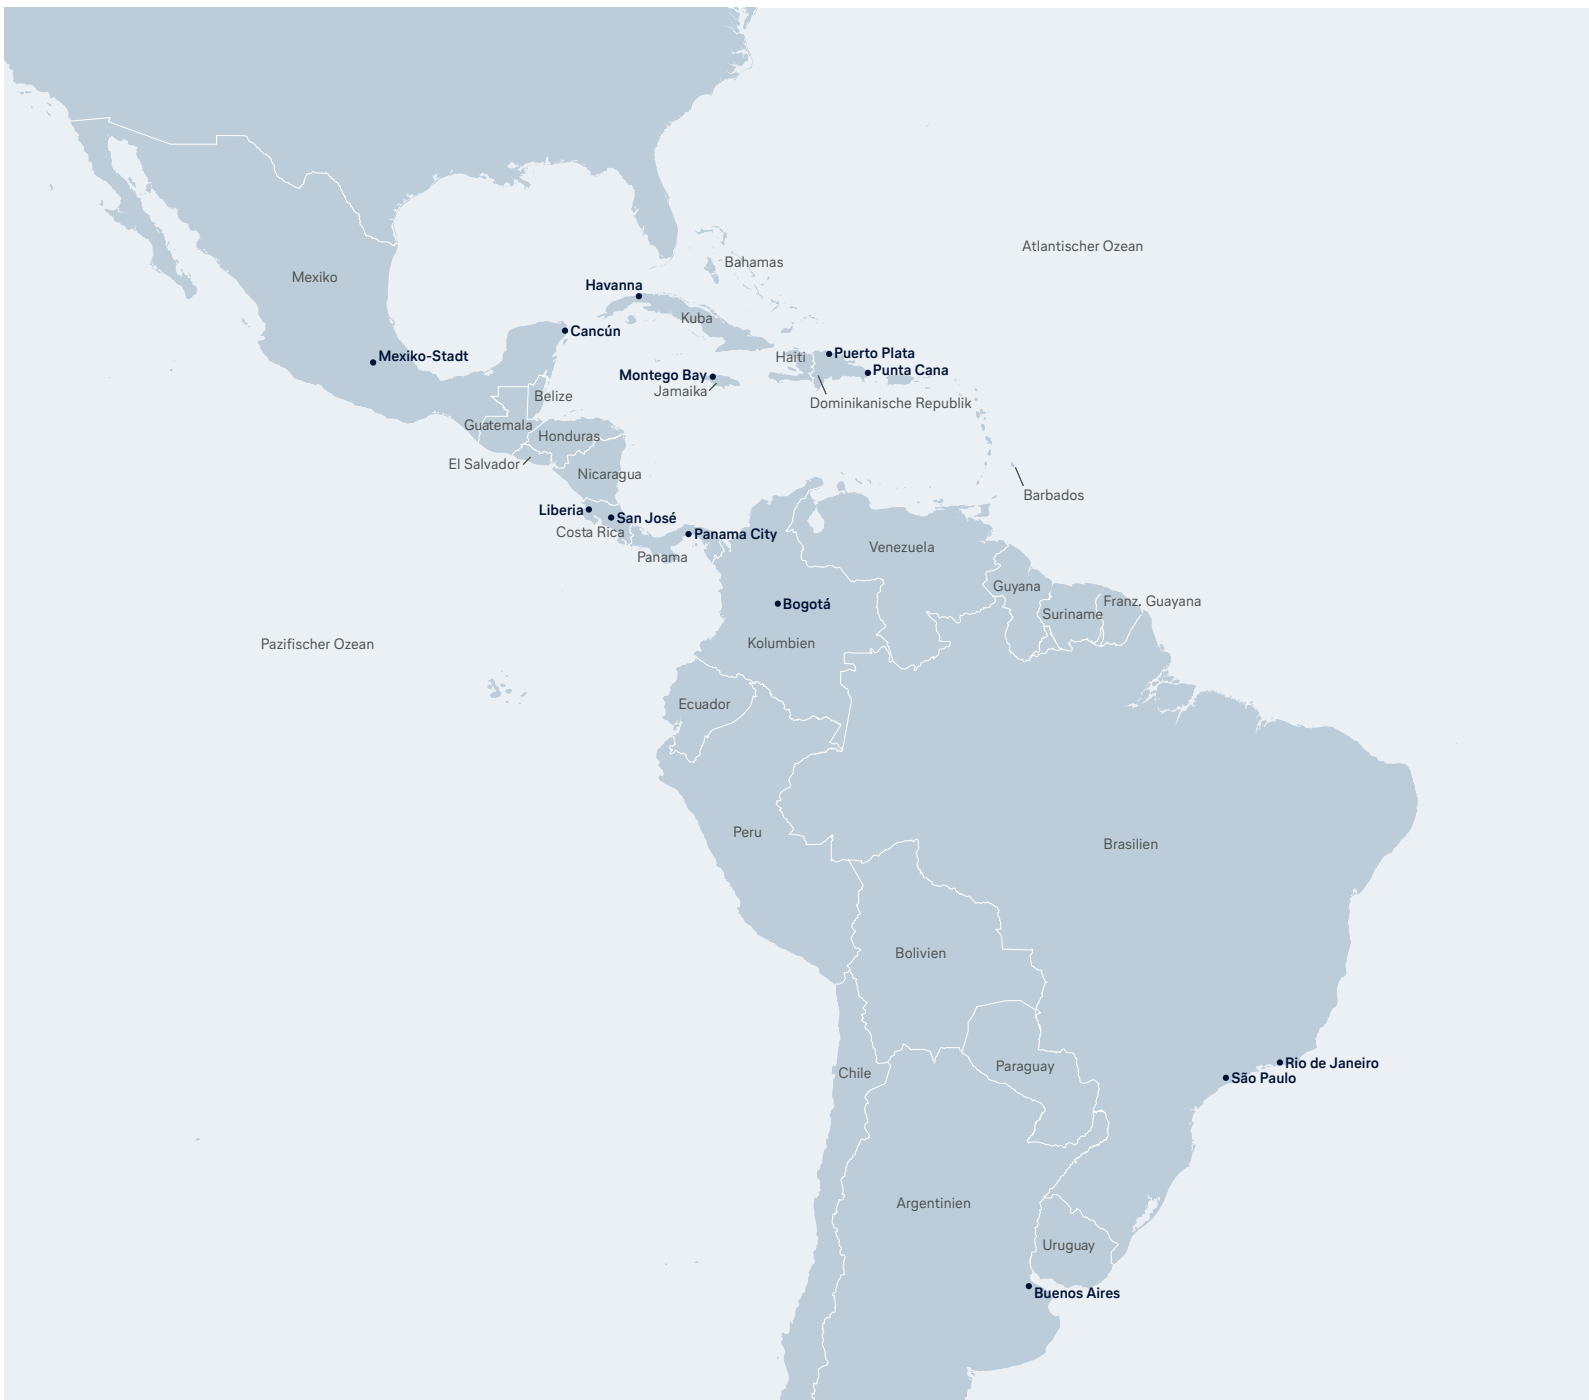 Atlantischer Ozean
Bahamas
Mexiko
Havanna
Kuba
Cancún
Mexiko-Stadt
Haiti
Puerto Plata
Punta Cana
Montego Bay
Jamaika
Dominikanische Republik
Belize
Guatemala
Honduras
El Salvador
Nicaragua
Barbados
Liberia
San José
Costa Rica
Panama City
Panama
Venezuela
Guyana
Franz. Guayana
Suriname
Bogotá
Kolumbien
Pazifischer Ozean
Ecuador
Peru
Brasilien
Bolivien
Rio de Janeiro
Paraguay
Chile
São Paulo
Argentinien
Uruguay
Buenos Aires